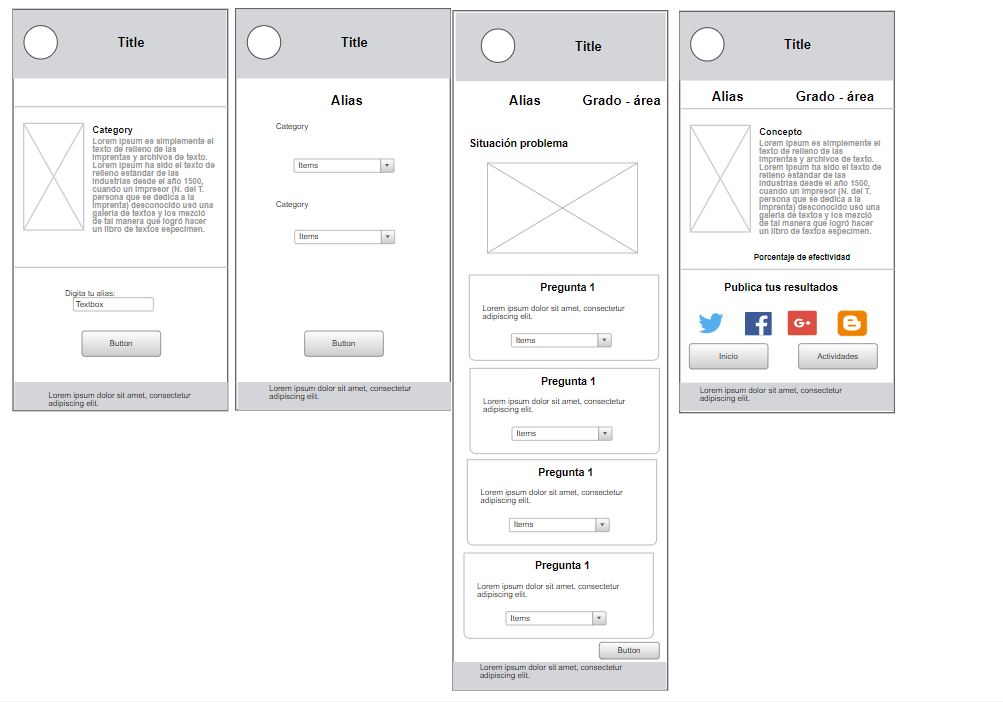 Title
Category
Lorem Ipsum es simplemente el
texto de relleno de las
imprentas y archivos de texto.
Lorem Ipsum ha sido el texto de
relleno estándar de las
industrias desde el año 1500,
cuando un impresor (N. del T.
persona que se dedica a la
imprenta) desconocido usó una
galería de textos y los mezcló
de tal manera que logró hacer
un libro de textos especimen.
Digita tu alias:
Textbox
Button
Lorem ipsum dolor sit amet, consectetur
adipiscing elit.
Title
Alias
Category
Items
Category
Items
Button
Lorem ipsum dolor sit amet, consectetur
adipiscing elit.
Title
Alias Grado - área
Situación problema
Pregunta 1
Lorem ipsum dolor sit amet, consectetur
adipiscing elit.
Items
Pregunta 1
Lorem ipsum dolor sit amet, consectetur
adipiscing elit.
Items
Pregunta 1
Lorem ipsum dolor sit amet, consectetur
adipiscing elit.
Items
Pregunta 1
Lorem ipsum dolor sit amet, consectetur
adipiscing elit.
Items
Button
Lorem ipsum dolor sit amet, consectetur
adipiscing elit.
Title
Alias Grado - área
Concepto
Lorem Ipsum es simplemente el
texto de relleno de las
imprentas y archivos de texto.
Lorem Ipsum ha sido el texto de
relleno estándar de las
industrias desde el año 1500,
cuando un impresor (N. del T.
persona que se dedica a la
imprenta) desconocido usó una
galería de textos y los mezcló
de tal manera que logró hacer
un libro de textos especimen.
Porcentaje de efectividad
Publica tus resultados
G+
Inicio Actividades
Lorem ipsum dolor sit amet, consectetur
adipiscing elit.